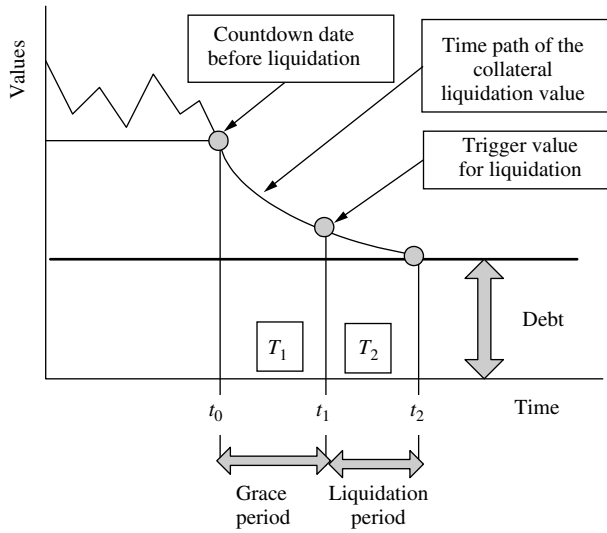 Values
Countdown date
before liquidation
Time path of the
collateral
liquidation value
Trigger value
for liquidation
Debt
T1
T2
t0
t1
t2
Time
Grace
period
Liquidation
period